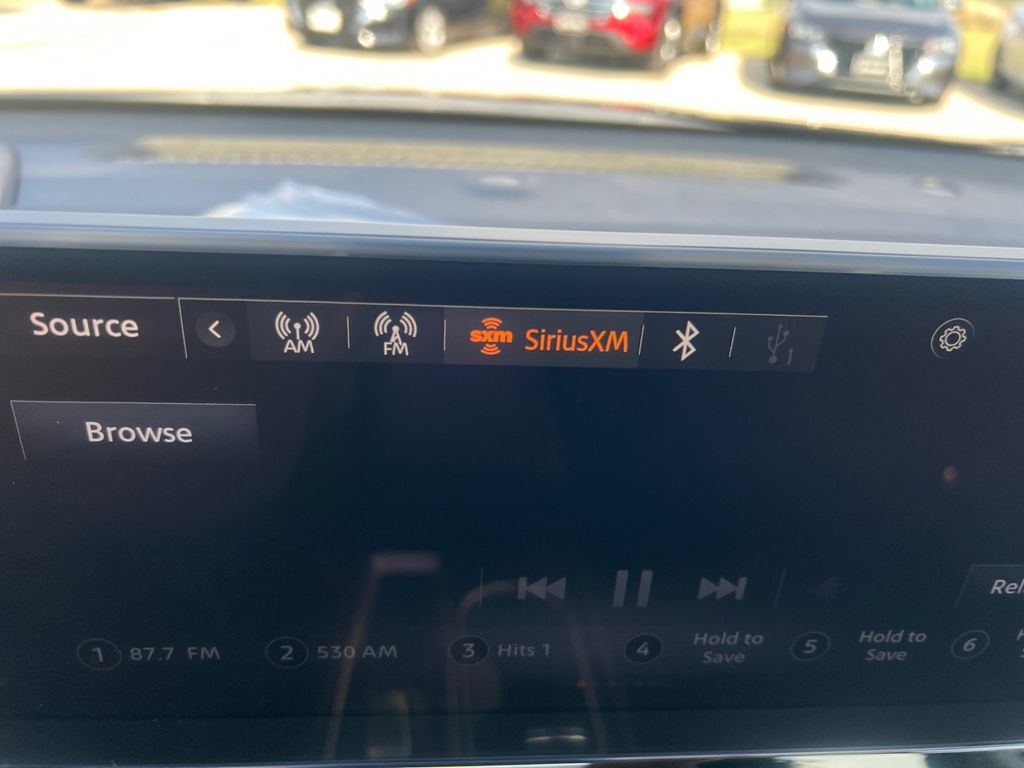 Source
AM
FM
sxm SiriusXM
1
Browse
1 87.7 FM
2 530 AM
3 Hits 1
4 Hold to Save
5 Hold to Save
6